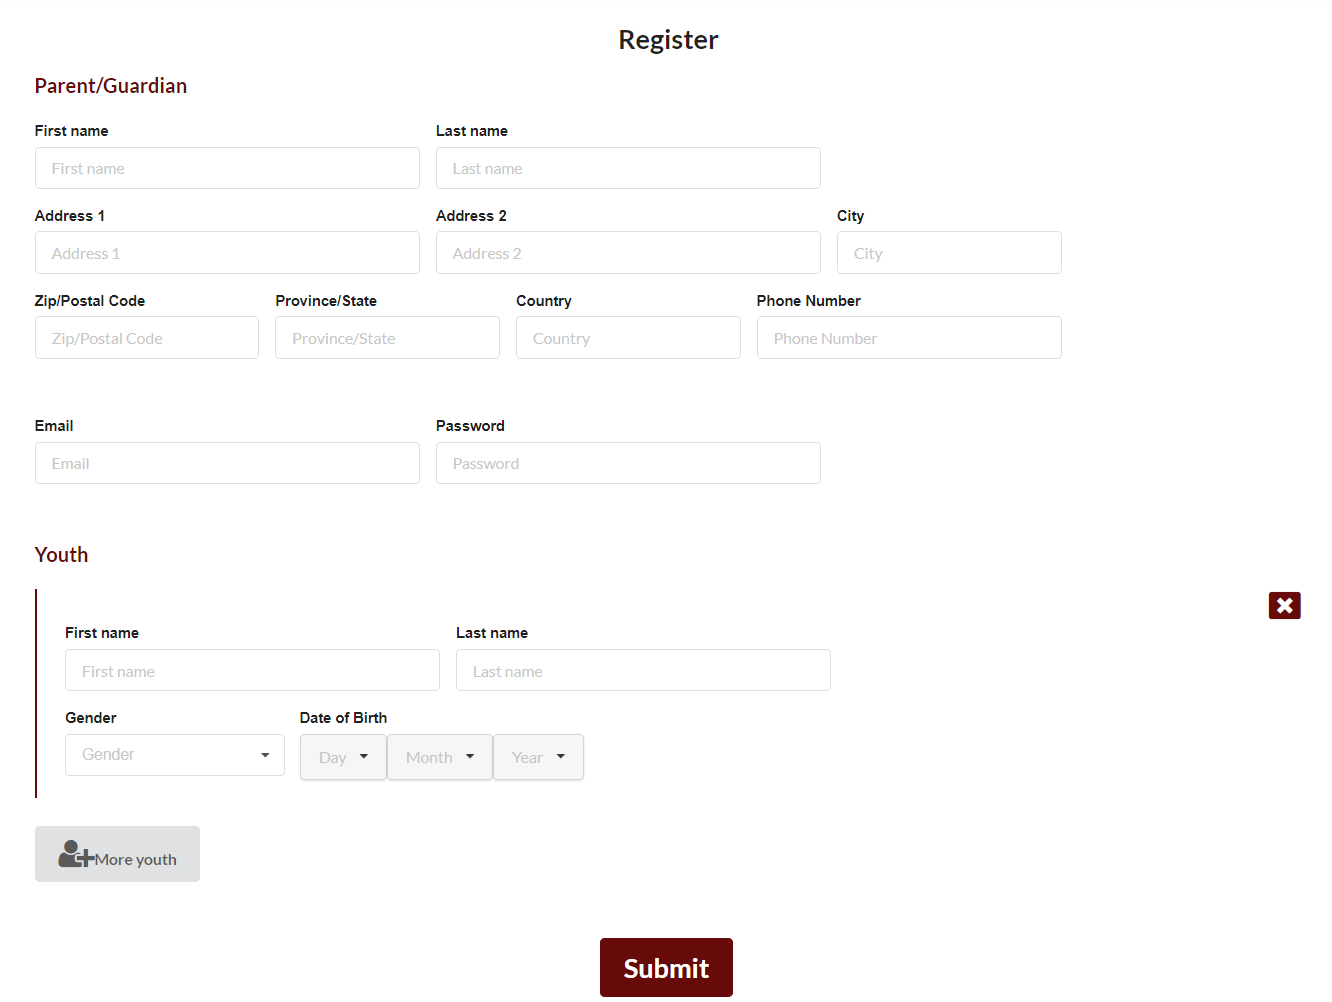 Register
Parent/Guardian
First name Last name
First name Last name
Address 1 Address 2 City
Address 1 Address 2 City
Zip/Postal Code Province/State Country Phone Number
Zip/Postal Code Province/State Country Phone Number
Email Password
Email Password
Youth
First name Last name
First name Last name
Gender Date of Birth
Gender Day Month Year
More youth
Submit